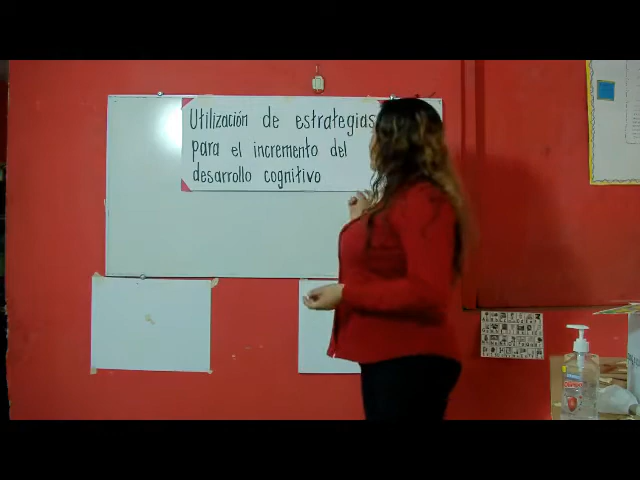 Utilización de estrategias
para el incremento del
desarrollo cognitivo